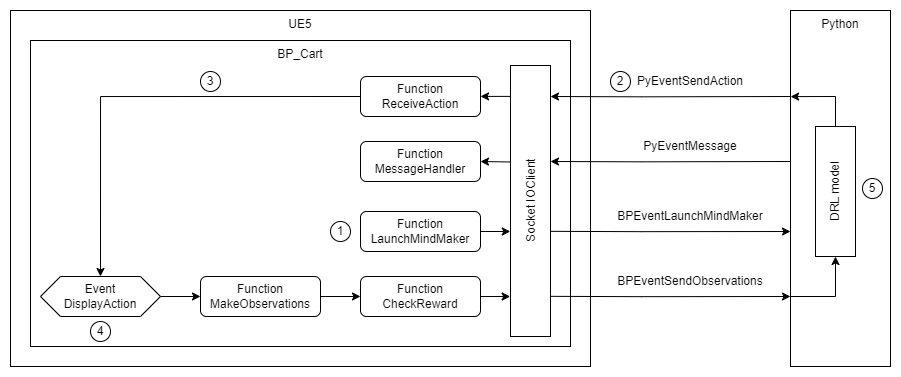 UE5
Python
BP_Cart
3
Function
ReceiveAction
2
PyEventSendAction
Function
MessageHandler
PyEventMessage
Socket IOClient
DRL model
5
1
Function
LaunchMindMaker
BPEventLaunchMindMaker
Event
DisplayAction
4
Function
MakeObservations
Function
CheckReward
BPEventSendObservations